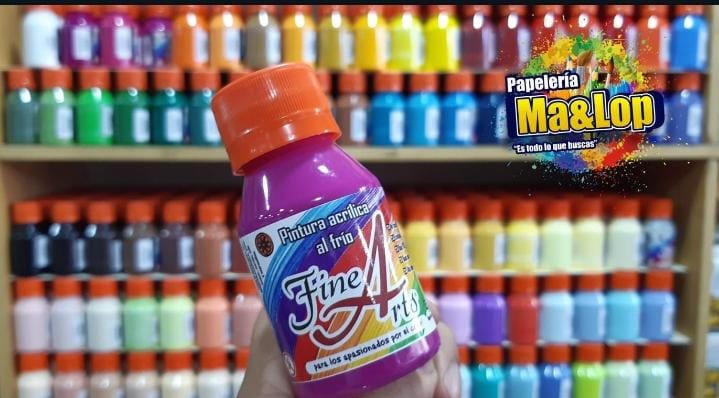 Papelería
Ma&Lop
"Es todo lo que buscas"
Pintura acrílica
al frío
Fine Arts
para los apasionados por el